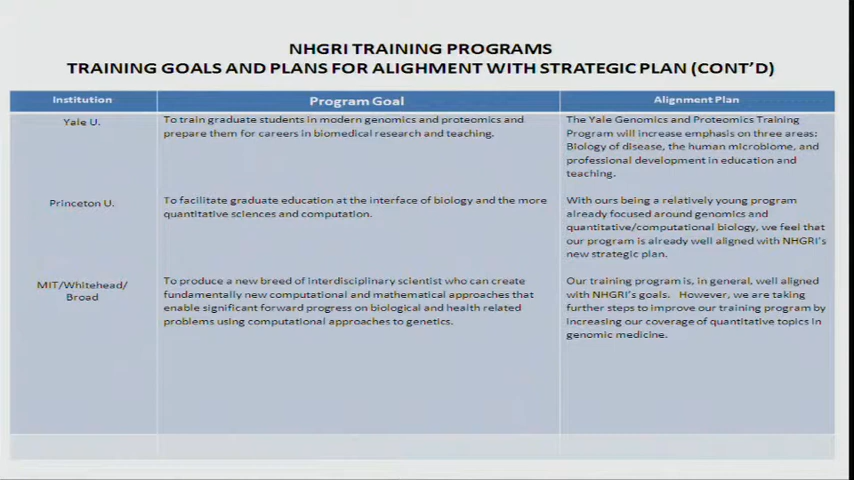 NHGRI TRAINING PROGRAMS
TRAINING GOALS AND PLANS FOR ALIGHMENT WITH STRATEGIC PLAN (CONT'D)
Institution
Program Goal
Alignment Plan
Yale U.
To train graduate students in modern genomics and proteomics and
prepare them for careers in biomedical research and teaching.
The Yale Genomics and Proteomics Training
Program will increase emphasis on three areas:
Biology of disease, the human microbiome, and
professional development in education and
teaching.
Princeton U.
To facilitate graduate education at the interface of biology and the more
quantitative sciences and computation.
With ours being a relatively young program
already focused around genomics and
quantitative/computational biology, we feel that
our program is already well aligned with NHGRI's
new strategic plan.
MIT/Whitehead/
Broad
To produce a new breed of interdisciplinary scientist who can create
fundamentally new computational and mathematical approaches that
enable significant forward progress on biological and health related
problems using computational approaches to genetics.
Our training program is, in general, well aligned
with NHGRI's goals. However, we are taking
further steps to improve our training program by
increasing our coverage of quantitative topics in
genomic medicine.